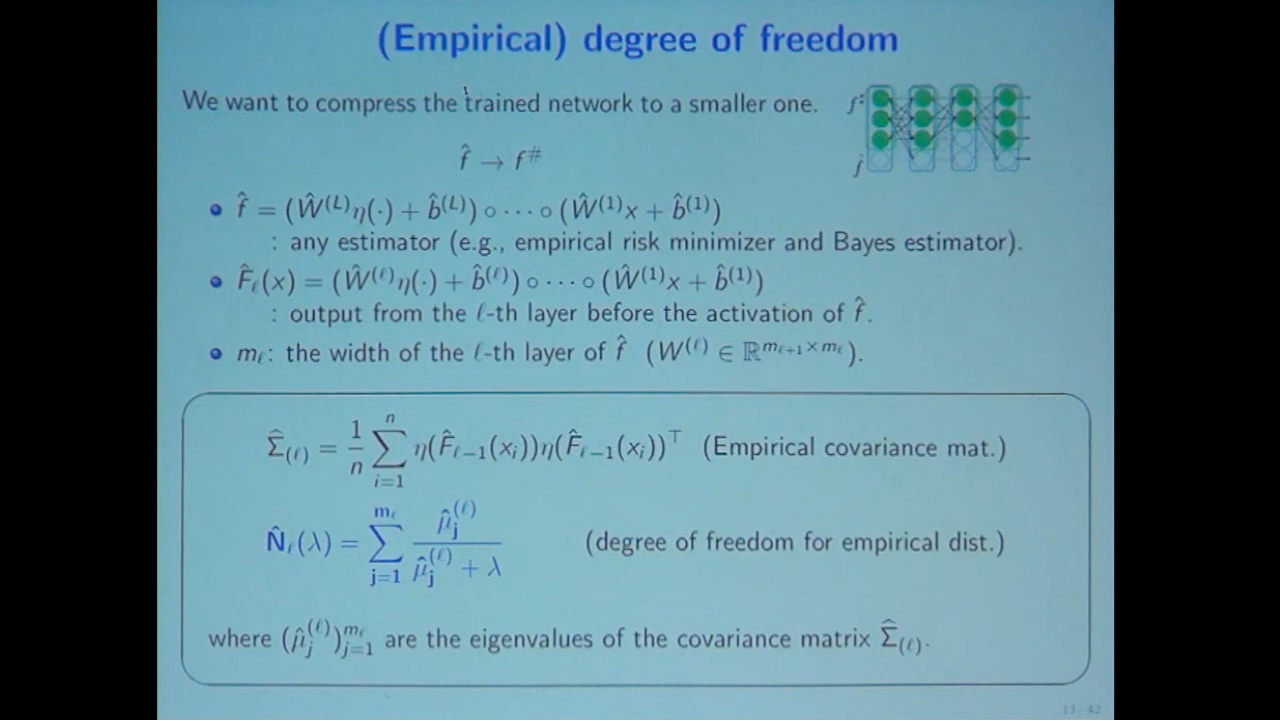 (Empirical) degree of freedom
We want to compress the trained network to a smaller one.
f̂ → f^#
f̂ = (Ŵ^(L)η(·) + b̂^(L)) ∘ ··· ∘ (Ŵ^(1)x + b̂^(1))
: any estimator (e.g., empirical risk minimizer and Bayes estimator).
F̂_ℓ(x) = (Ŵ^(ℓ)η(·) + b̂^(ℓ)) ∘ ··· ∘ (Ŵ^(1)x + b̂^(1))
: output from the ℓ-th layer before the activation of f̂.
m_ℓ: the width of the ℓ-th layer of f̂ (W^(ℓ) ∈ ℝ^{m_{ℓ+1}×m_ℓ}).
Σ̂_(ℓ) = 1/n ∑_{i=1}^{n} η(F̂_{ℓ−1}(x_i))η(F̂_{ℓ−1}(x_i))^⊤ (Empirical covariance mat.)
N̂_ℓ(λ) = ∑_{j=1}^{m_ℓ} μ̂_j^(ℓ) / (μ̂_j^(ℓ) + λ) (degree of freedom for empirical dist.)
where (μ̂_j^(ℓ))_{j=1}^{m_ℓ} are the eigenvalues of the covariance matrix Σ̂_(ℓ).
13 / 42